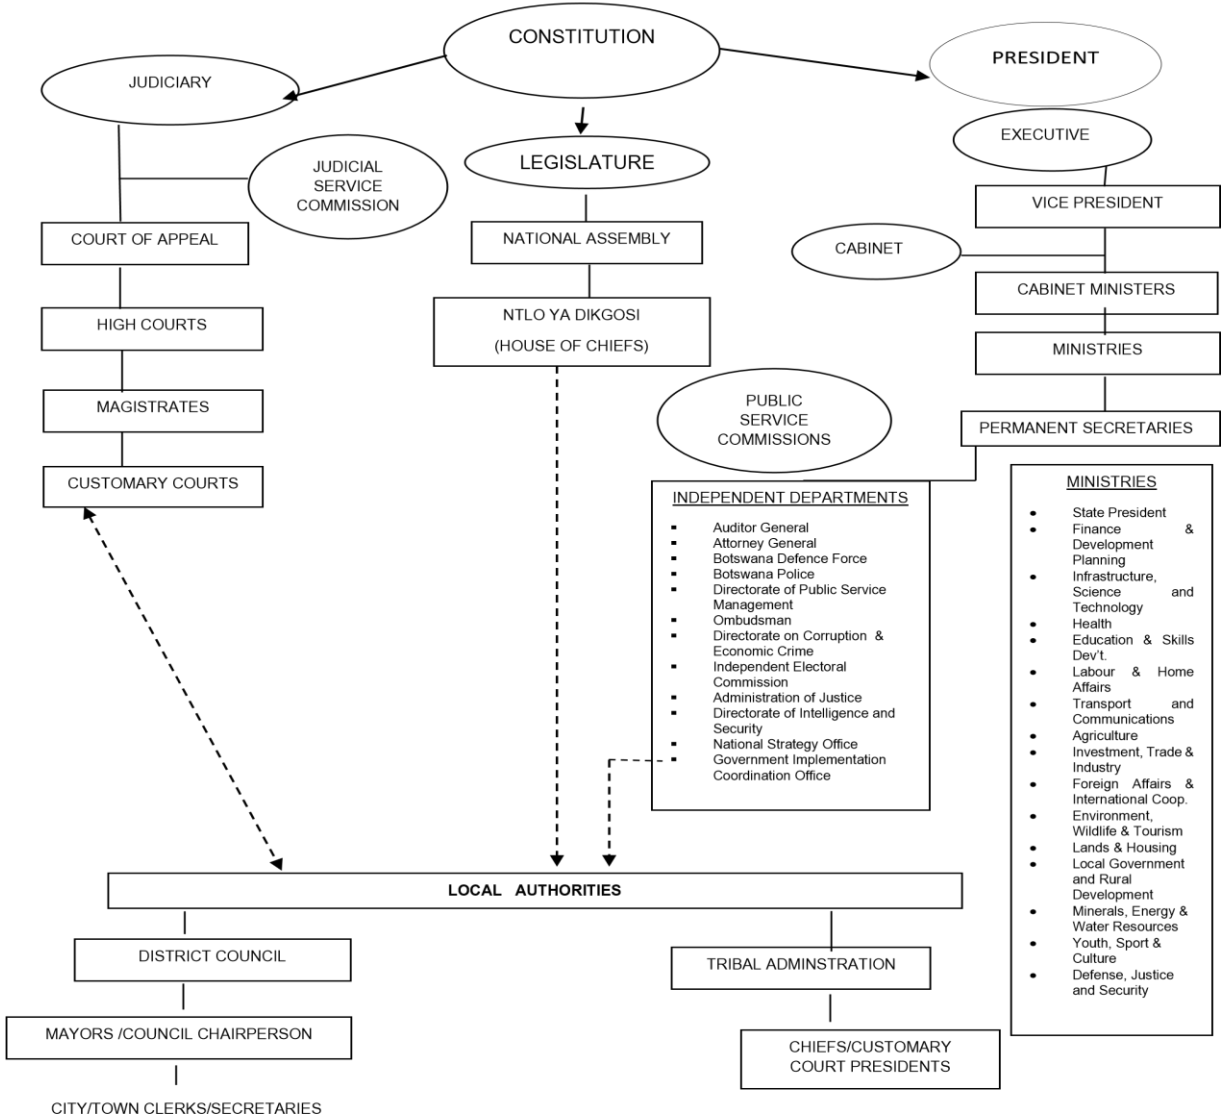 CONSTITUTION
PRESIDENT
JUDICIARY
EXECUTIVE
LEGISLATURE
JUDICIAL
SERVICE
COMMISSION
VICE PRESIDENT
COURT OF APPEAL
NATIONAL ASSEMBLY
CABINET
CABINET MINISTERS
HIGH COURTS
NTLO YA DIKGOSI
(HOUSE OF CHIEFS)
MINISTRIES
MAGISTRATES
PUBLIC
SERVICE
COMMISSIONS
PERMANENT SECRETARIES
CUSTOMARY COURTS
INDEPENDENT DEPARTMENTS
▪ Auditor General
▪ Attorney General
▪ Botswana Defence Force
▪ Botswana Police
▪ Directorate of Public Service
Management
▪ Ombudsman
▪ Directorate on Corruption &
Economic Crime
▪ Independent Electoral
Commission
▪ Administration of Justice
▪ Directorate of Intelligence and
Security
▪ National Strategy Office
▪ Government Implementation
Coordination Office
MINISTRIES
● State President
● Finance &
Development
Planning
● Infrastructure,
Science and
Technology
● Health
● Education & Skills
Dev't.
● Labour & Home
Affairs
● Transport and
Communications
● Agriculture
● Investment, Trade &
Industry
● Foreign Affairs &
International Coop.
● Environment,
Wildlife & Tourism
● Lands & Housing
● Local Government
and Rural
Development
● Minerals, Energy &
Water Resources
● Youth, Sport &
Culture
● Defense, Justice
and Security
LOCAL AUTHORITIES
DISTRICT COUNCIL
TRIBAL ADMINSTRATION
MAYORS /COUNCIL CHAIRPERSON
CHIEFS/CUSTOMARY
COURT PRESIDENTS
CITY/TOWN CLERKS/SECRETARIES